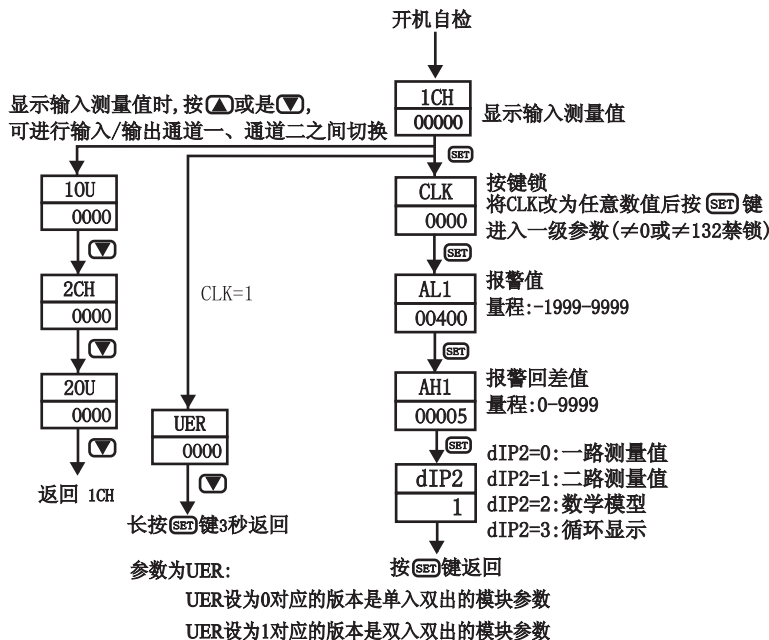 开机自检
显示输入测量值时,按▲或是▼,
可进行输入/输出通道一、通道二之间切换
1CH
00000
显示输入测量值
SET
1OU
0000
▼
2CH
0000
▼
2OU
0000
▼
返回 1CH
CLK=1
UER
0000
▼
长按SET键3秒返回
CLK
0000
按键锁
将CLK改为任意数值后按SET键
进入一级参数(≠0或≠132禁锁)
SET
AL1
00400
报警值
量程:-1999-9999
SET
AH1
00005
报警回差值
量程:0-9999
SET
dIP2
1
dIP2=0:一路测量值
dIP2=1:二路测量值
dIP2=2:数学模型
dIP2=3:循环显示
按SET键返回
参数为UER:
UER设为0对应的版本是单入双出的模块参数
UER设为1对应的版本是双入双出的模块参数